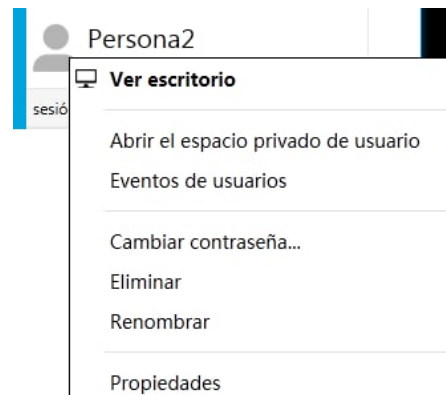 Persona2
Ver escritorio
sesió
Abrir el espacio privado de usuario
Eventos de usuarios
Cambiar contraseña...
Eliminar
Renombrar
Propiedades